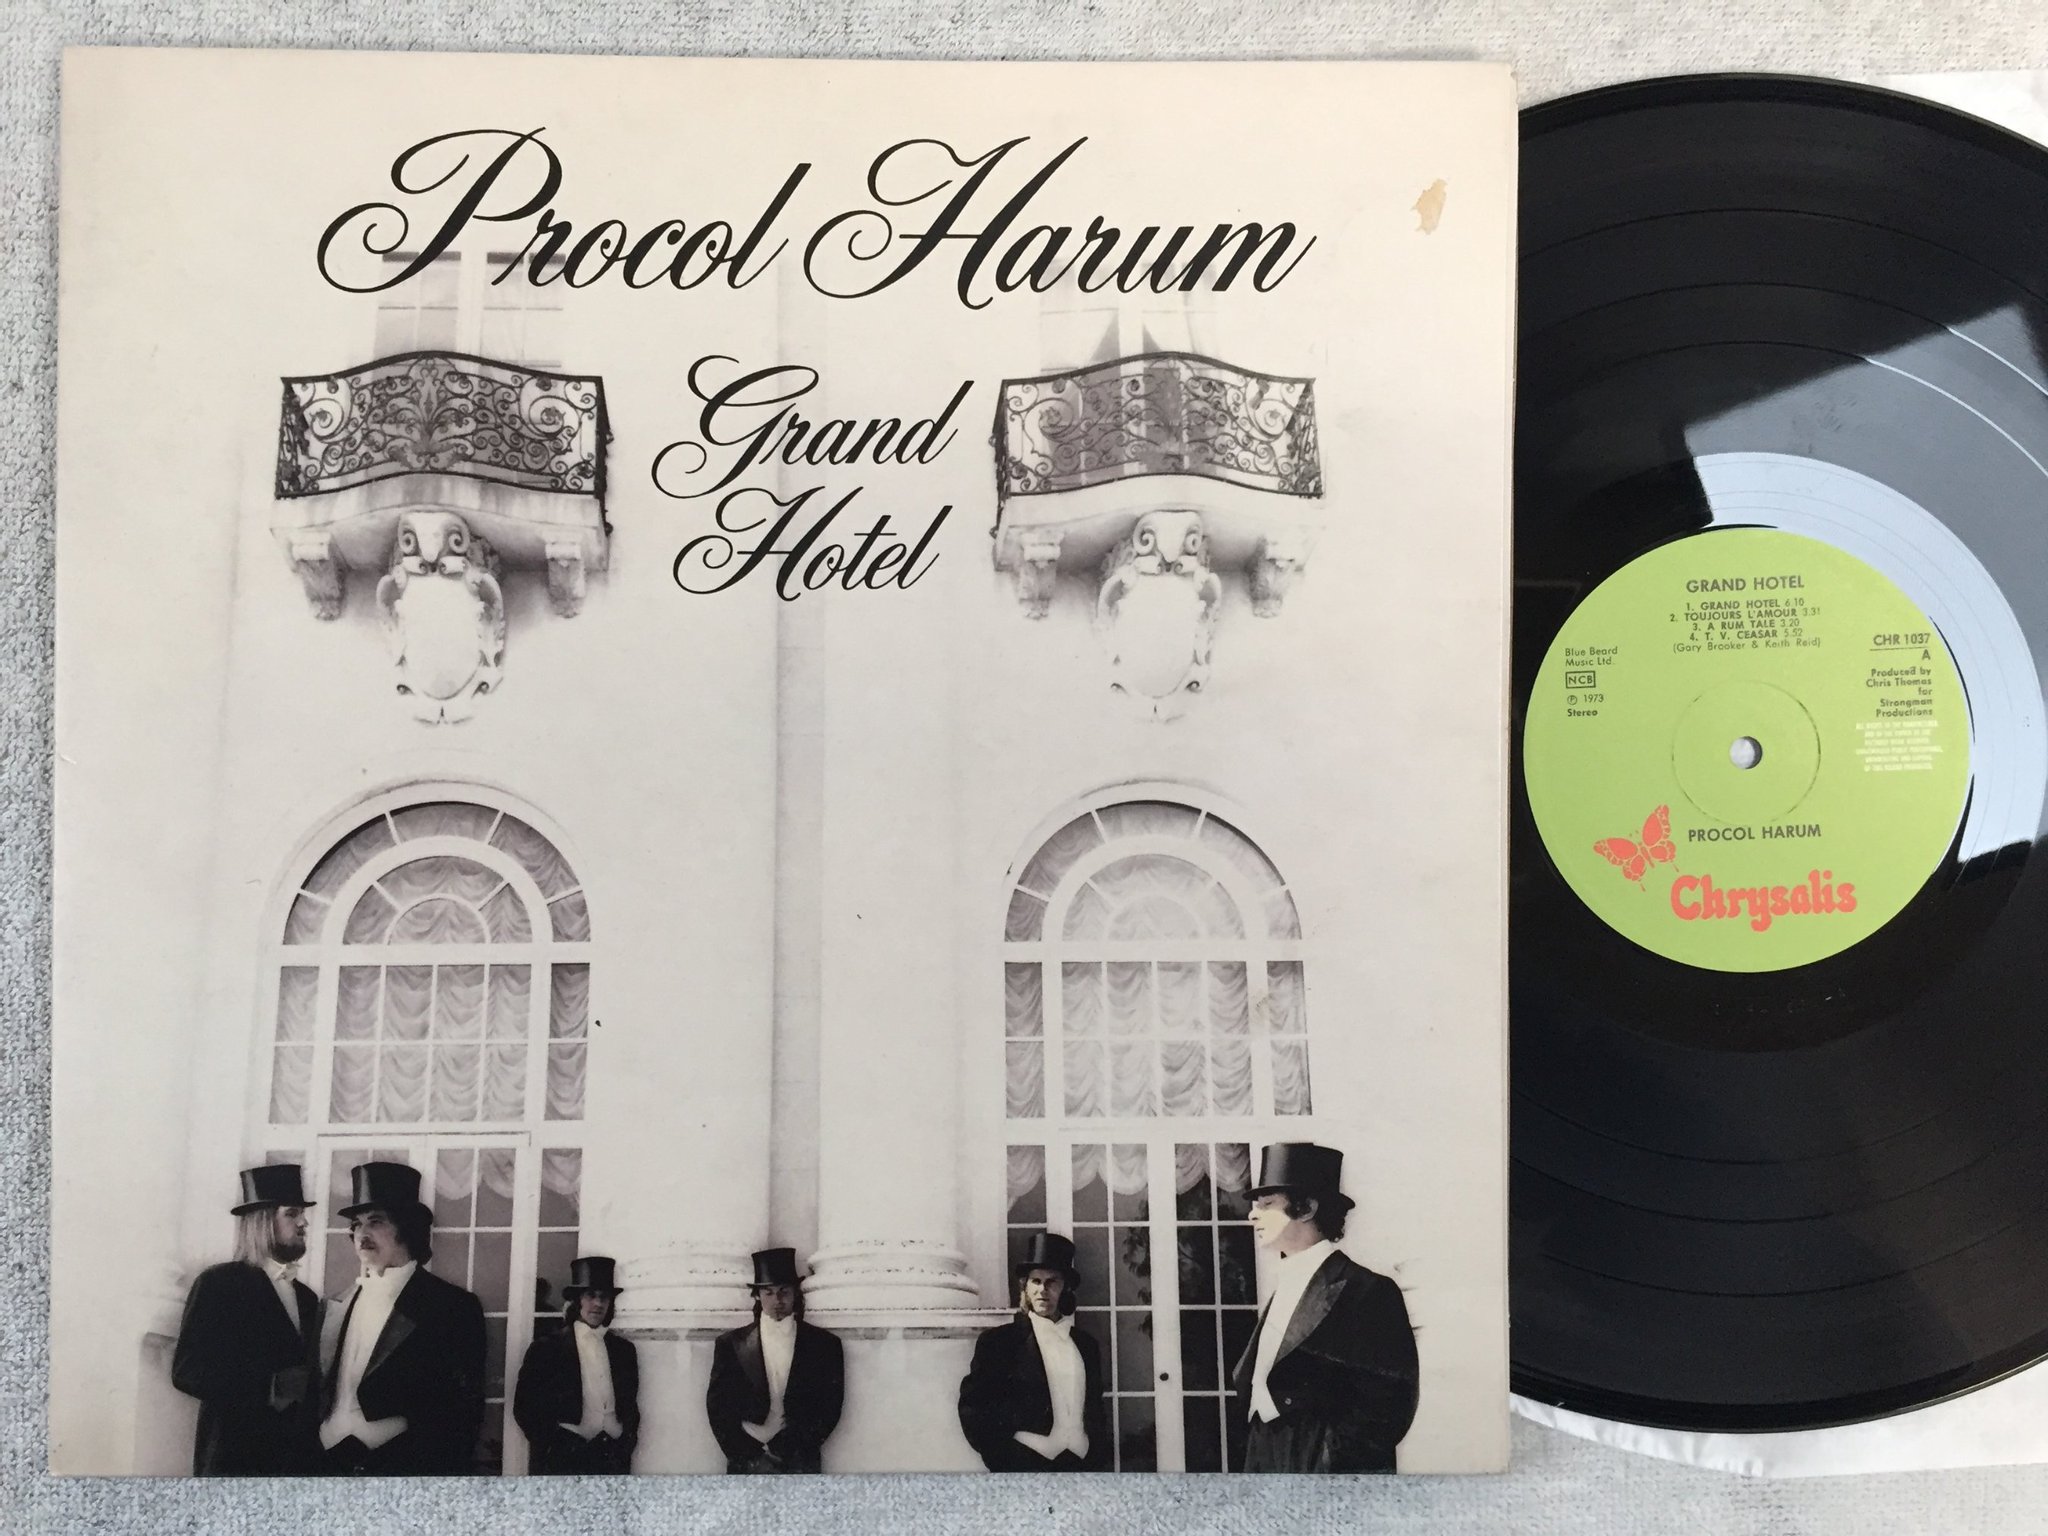 Procol Harum
Grand
Hotel
GRAND HOTEL
1. GRAND HOTEL 6.10
2. TOUJOURS L'AMOUR 3.31
3. A RUM TALE 3.20
4. T. V. CEASAR 5.52
(Gary Brooker & Keith Reid)
Blue Beard
Music Ltd.
NCB
℗ 1973
Stereo
CHR 1037
A
Produced by
Chris Thomas
for
Strongman
Productions
PROCOL HARUM
Chrysalis